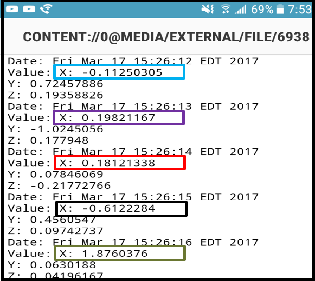 69% 7:53
CONTENT://0@MEDIA/EXTERNAL/FILE/6938
Date: Fri Mar 17 15:26:12 EDT 2017
Value: X: -0.11250305
Y: 0.72457886
Z: 0.19358826
Date: Fri Mar 17 15:26:13 EDT 2017
Value: X: 0.19821167
Y: -1.0245056
Z: 0.177948
Date: Fri Mar 17 15:26:14 EDT 2017
Value: X: 0.18121338
Y: 0.07846069
Z: -0.21772766
Date: Fri Mar 17 15:26:15 EDT 2017
Value: X: -0.6122284
Y: 0.4560547
Z: 0.09742737
Date: Fri Mar 17 15:26:16 EDT 2017
Value: X: 1.8760376
Y: 0.0630188
Z: 0.04196167